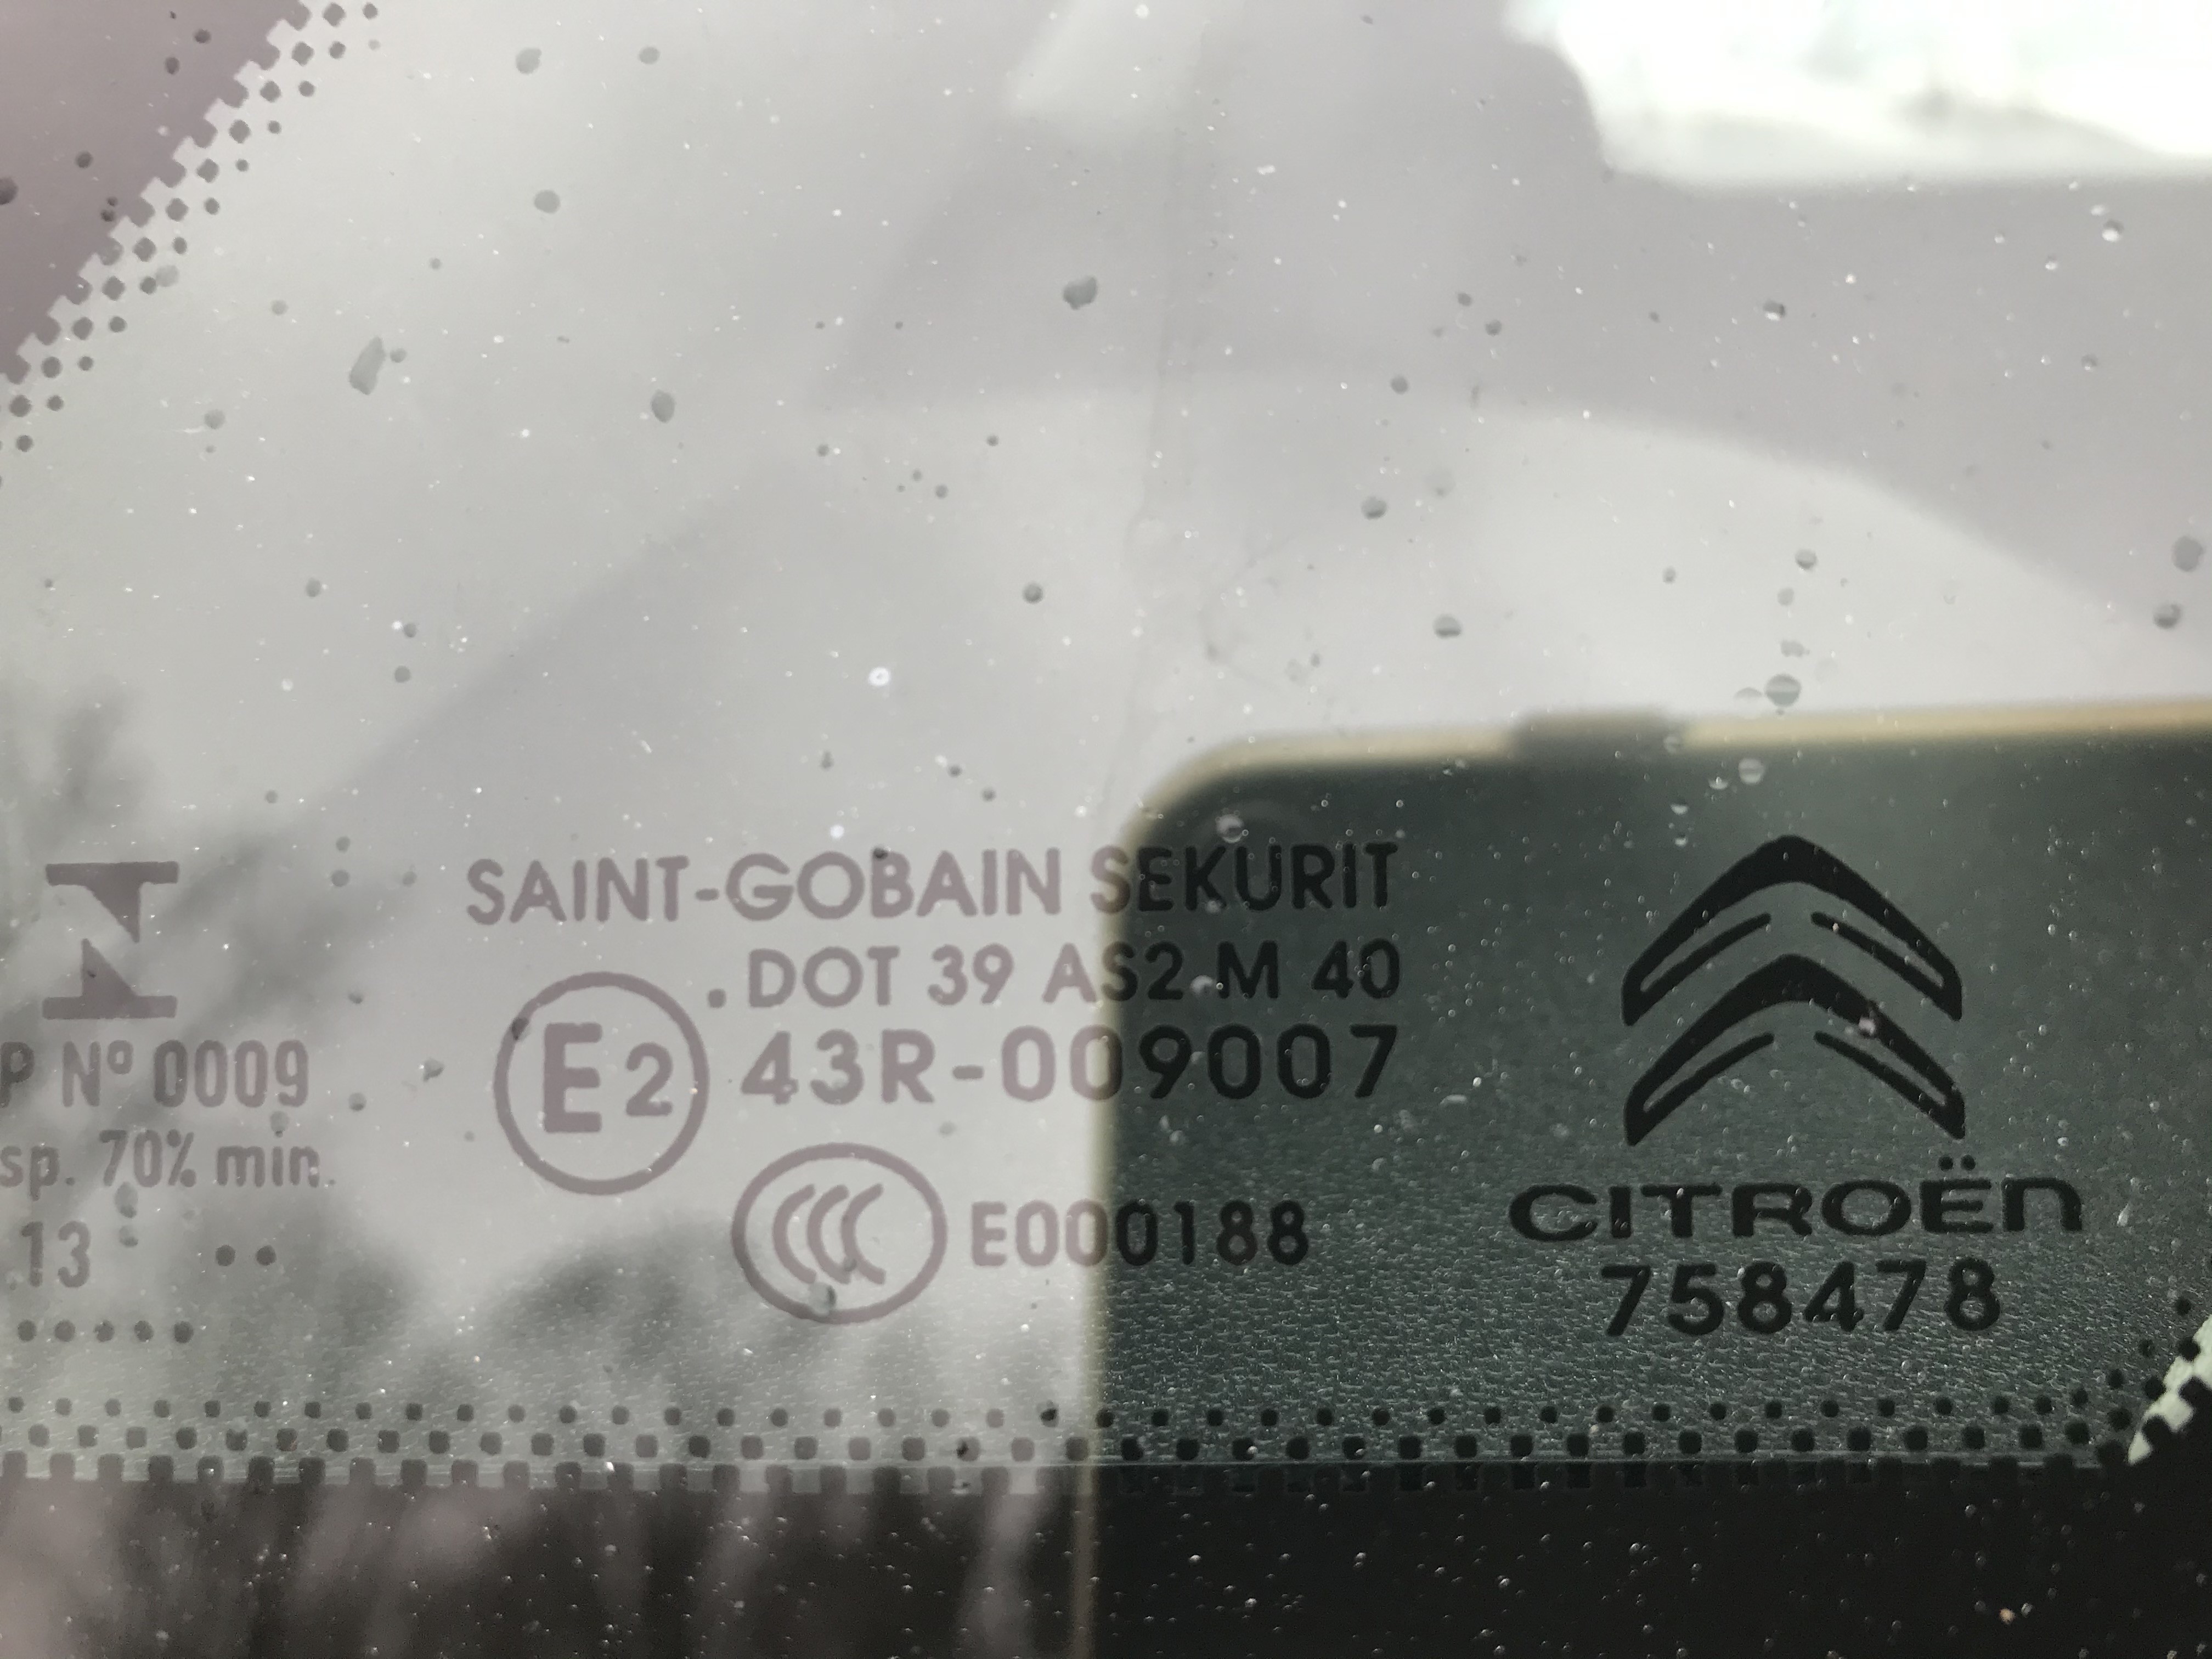 SAINT-GOBAIN SEKURIT
.DOT 39 AS2 M 40
E2 43R-009007
CCC E000188
P Nº 0009
sp. 70% min.
.13 ..
.....
CITROËN
758478